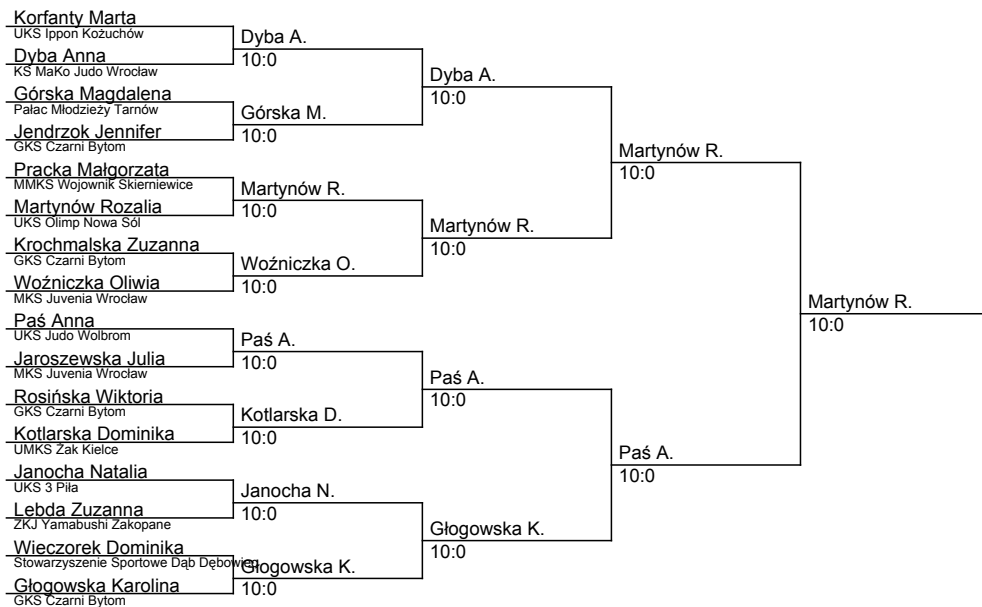 Korfanty Marta
UKS Ippon Kożuchów
Dyba Anna
KS MaKo Judo Wrocław
Górska Magdalena
Pałac Młodzieży Tarnów
Jendrzok Jennifer
GKS Czarni Bytom
Pracka Małgorzata
MMKS Wojownik Skierniewice
Martynów Rozalia
UKS Olimp Nowa Sól
Krochmalska Zuzanna
GKS Czarni Bytom
Woźniczka Oliwia
MKS Juvenia Wrocław
Paś Anna
UKS Judo Wolbrom
Jaroszewska Julia
MKS Juvenia Wrocław
Rosińska Wiktoria
GKS Czarni Bytom
Kotlarska Dominika
UMKS Żak Kielce
Janocha Natalia
UKS 3 Piła
Lebda Zuzanna
ZKJ Yamabushi Zakopane
Wieczorek Dominika
Stowarzyszenie Sportowe Dąb Dębowiec
Głogowska Karolina
GKS Czarni Bytom
Dyba A.
10:0
Górska M.
10:0
Martynów R.
10:0
Woźniczka O.
10:0
Paś A.
10:0
Kotlarska D.
10:0
Janocha N.
10:0
Głogowska K.
10:0
Dyba A.
10:0
Martynów R.
10:0
Paś A.
10:0
Głogowska K.
10:0
Martynów R.
10:0
Paś A.
10:0
Martynów R.
10:0